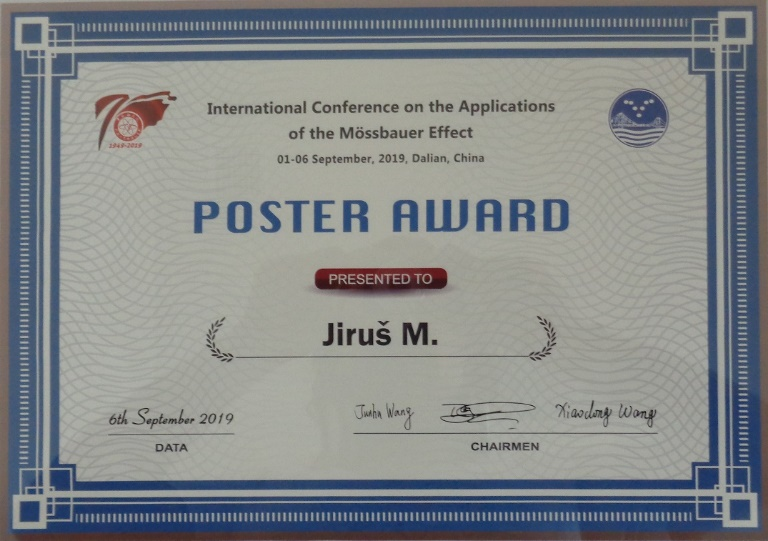 1949-2019
International Conference on the Applications
of the Mössbauer Effect
01-06 September, 2019, Dalian, China
POSTER AWARD
PRESENTED TO
Jiruš M.
6th September 2019
Junhu Wang
Xiaodong Wang
DATA
CHAIRMEN